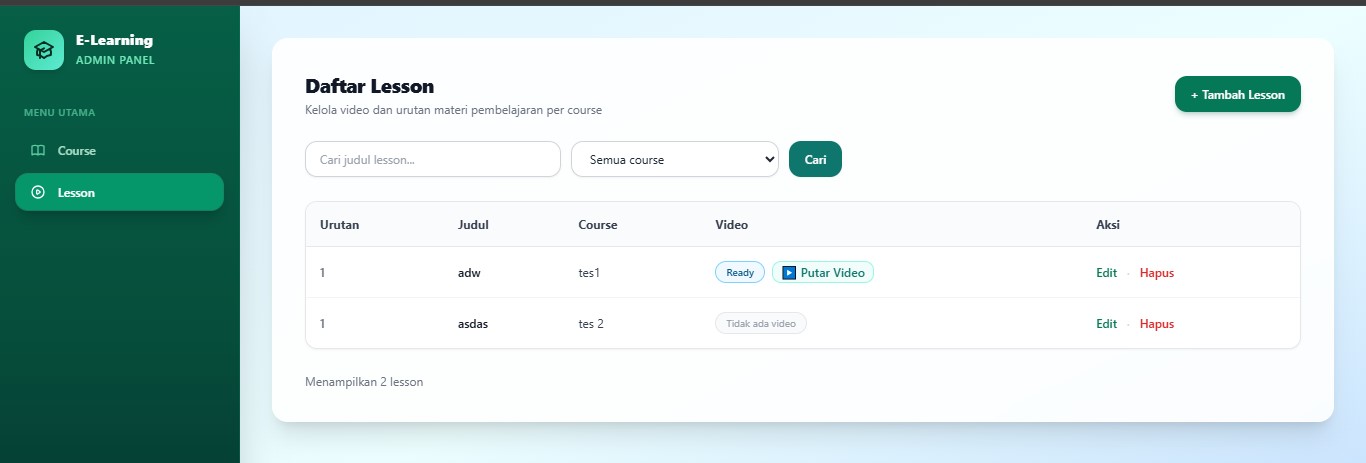 E-Learning
ADMIN PANEL
MENU UTAMA
Course
Lesson
Daftar Lesson
Kelola video dan urutan materi pembelajaran per course
+ Tambah Lesson
Cari judul lesson...
Semua course
Cari
Urutan Judul Course Video Aksi
1 adw tes1 Ready Putar Video Edit · Hapus
1 asdas tes 2 Tidak ada video Edit · Hapus
Menampilkan 2 lesson